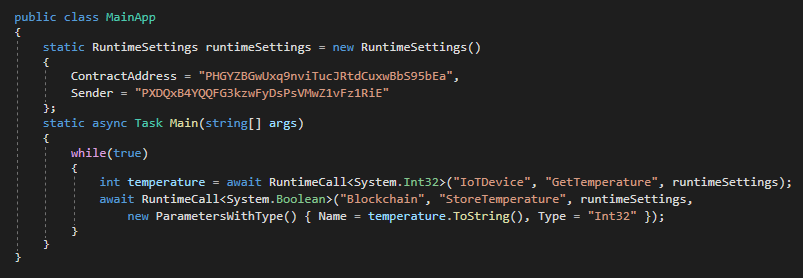 public class MainApp
{
    static RuntimeSettings runtimeSettings = new RuntimeSettings()
    {
        ContractAddress = "PHGYZBGwUxq9nviTucJRtdCuxwBbS95bEa",
        Sender = "PXDQxB4YQQFG3kzwFyDsPsVMwZ1vFz1RiE"
    };
    static async Task Main(string[] args)
    {
        while(true)
        {
            int temperature = await RuntimeCall<System.Int32>("IoTDevice", "GetTemperature", runtimeSettings);
            await RuntimeCall<System.Boolean>("Blockchain", "StoreTemperature", runtimeSettings,
                new ParametersWithType() { Name = temperature.ToString(), Type = "Int32" });
        }
    }
}